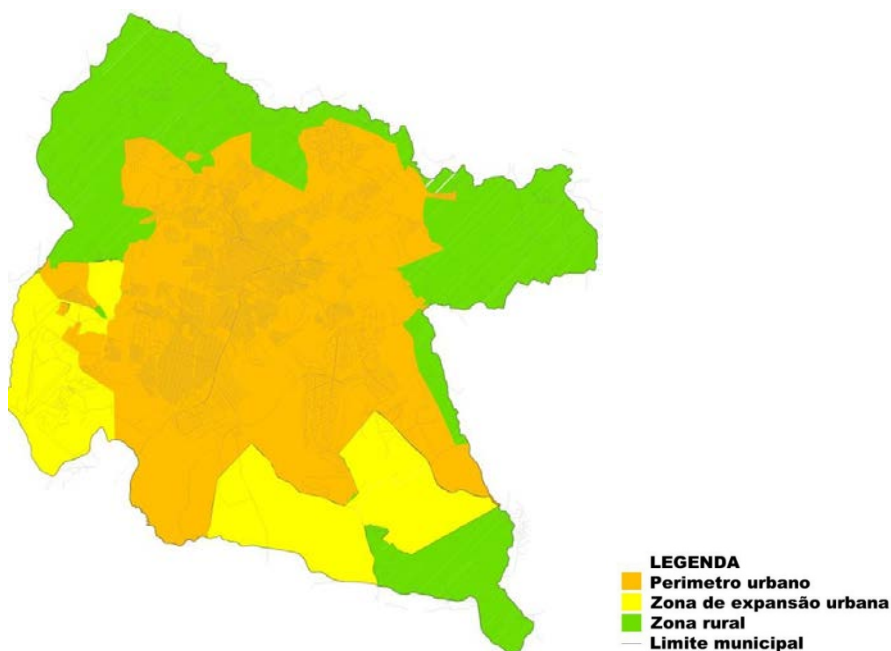 LEGENDA
Perimetro urbano
Zona de expansão urbana
Zona rural
Limite municipal